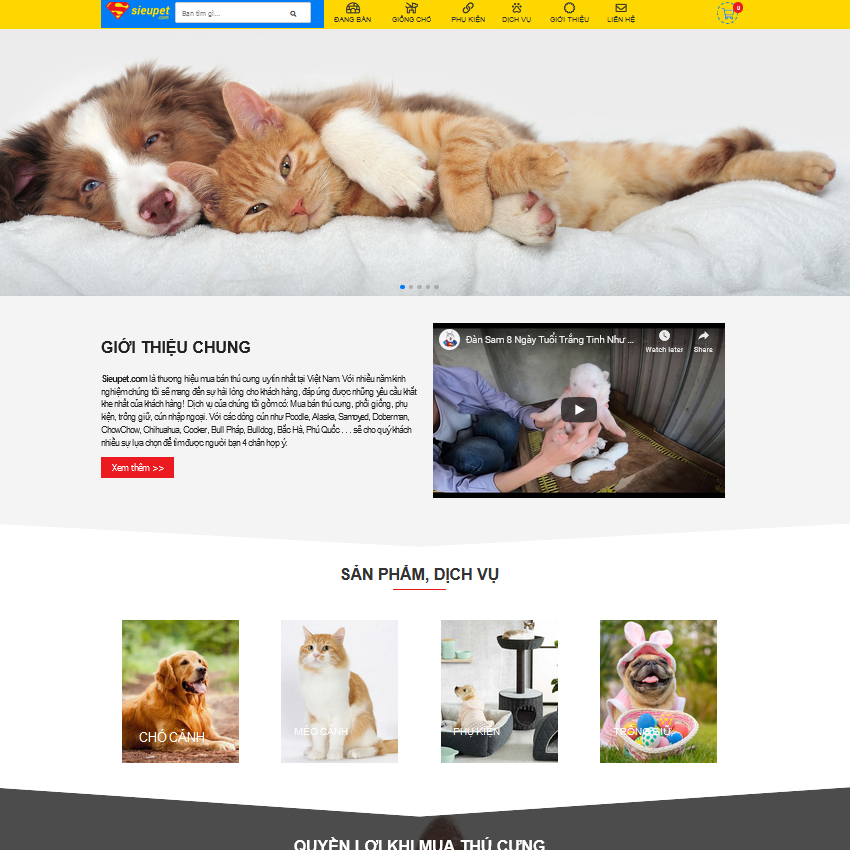 sieupet
.com
Bạn tìm gì...
ĐANG BÁN
GIỐNG CHÓ
PHỤ KIỆN
DỊCH VỤ
GIỚI THIỆU
LIÊN HỆ
0
GIỚI THIỆU CHUNG
Sieupet.com là thương hiệu mua bán thú cưng uy tín nhất tại Việt Nam. Với nhiều năm kinh
nghiệm chúng tôi sẽ mang đến sự hài lòng cho khách hàng, đáp ứng được những yêu cầu khắt
khe nhất của khách hàng! Dịch vụ của chúng tôi gồm có: Mua bán thú cưng, phối giống, phụ
kiện, trông giữ, cún nhập ngoại. Với các dòng cún như Poodle, Alaska, Samoyed, Doberman,
ChowChow, Chihuahua, Cocker, Bull Pháp, Bulldog, Bắc Hà, Phú Quốc . . . sẽ cho quý khách
nhiều sự lựa chọn để tìm được người bạn 4 chân hợp ý.
Xem thêm >>
Đàn Sam 8 Ngày Tuổi Trắng Tinh Như ...
Watch later
Share
SẢN PHẨM, DỊCH VỤ
CHÓ CẢNH
MÈO CẢNH
PHỤ KIỆN
TRÔNG GIỮ
QUYỀN LỢI KHI MUA THÚ CƯNG